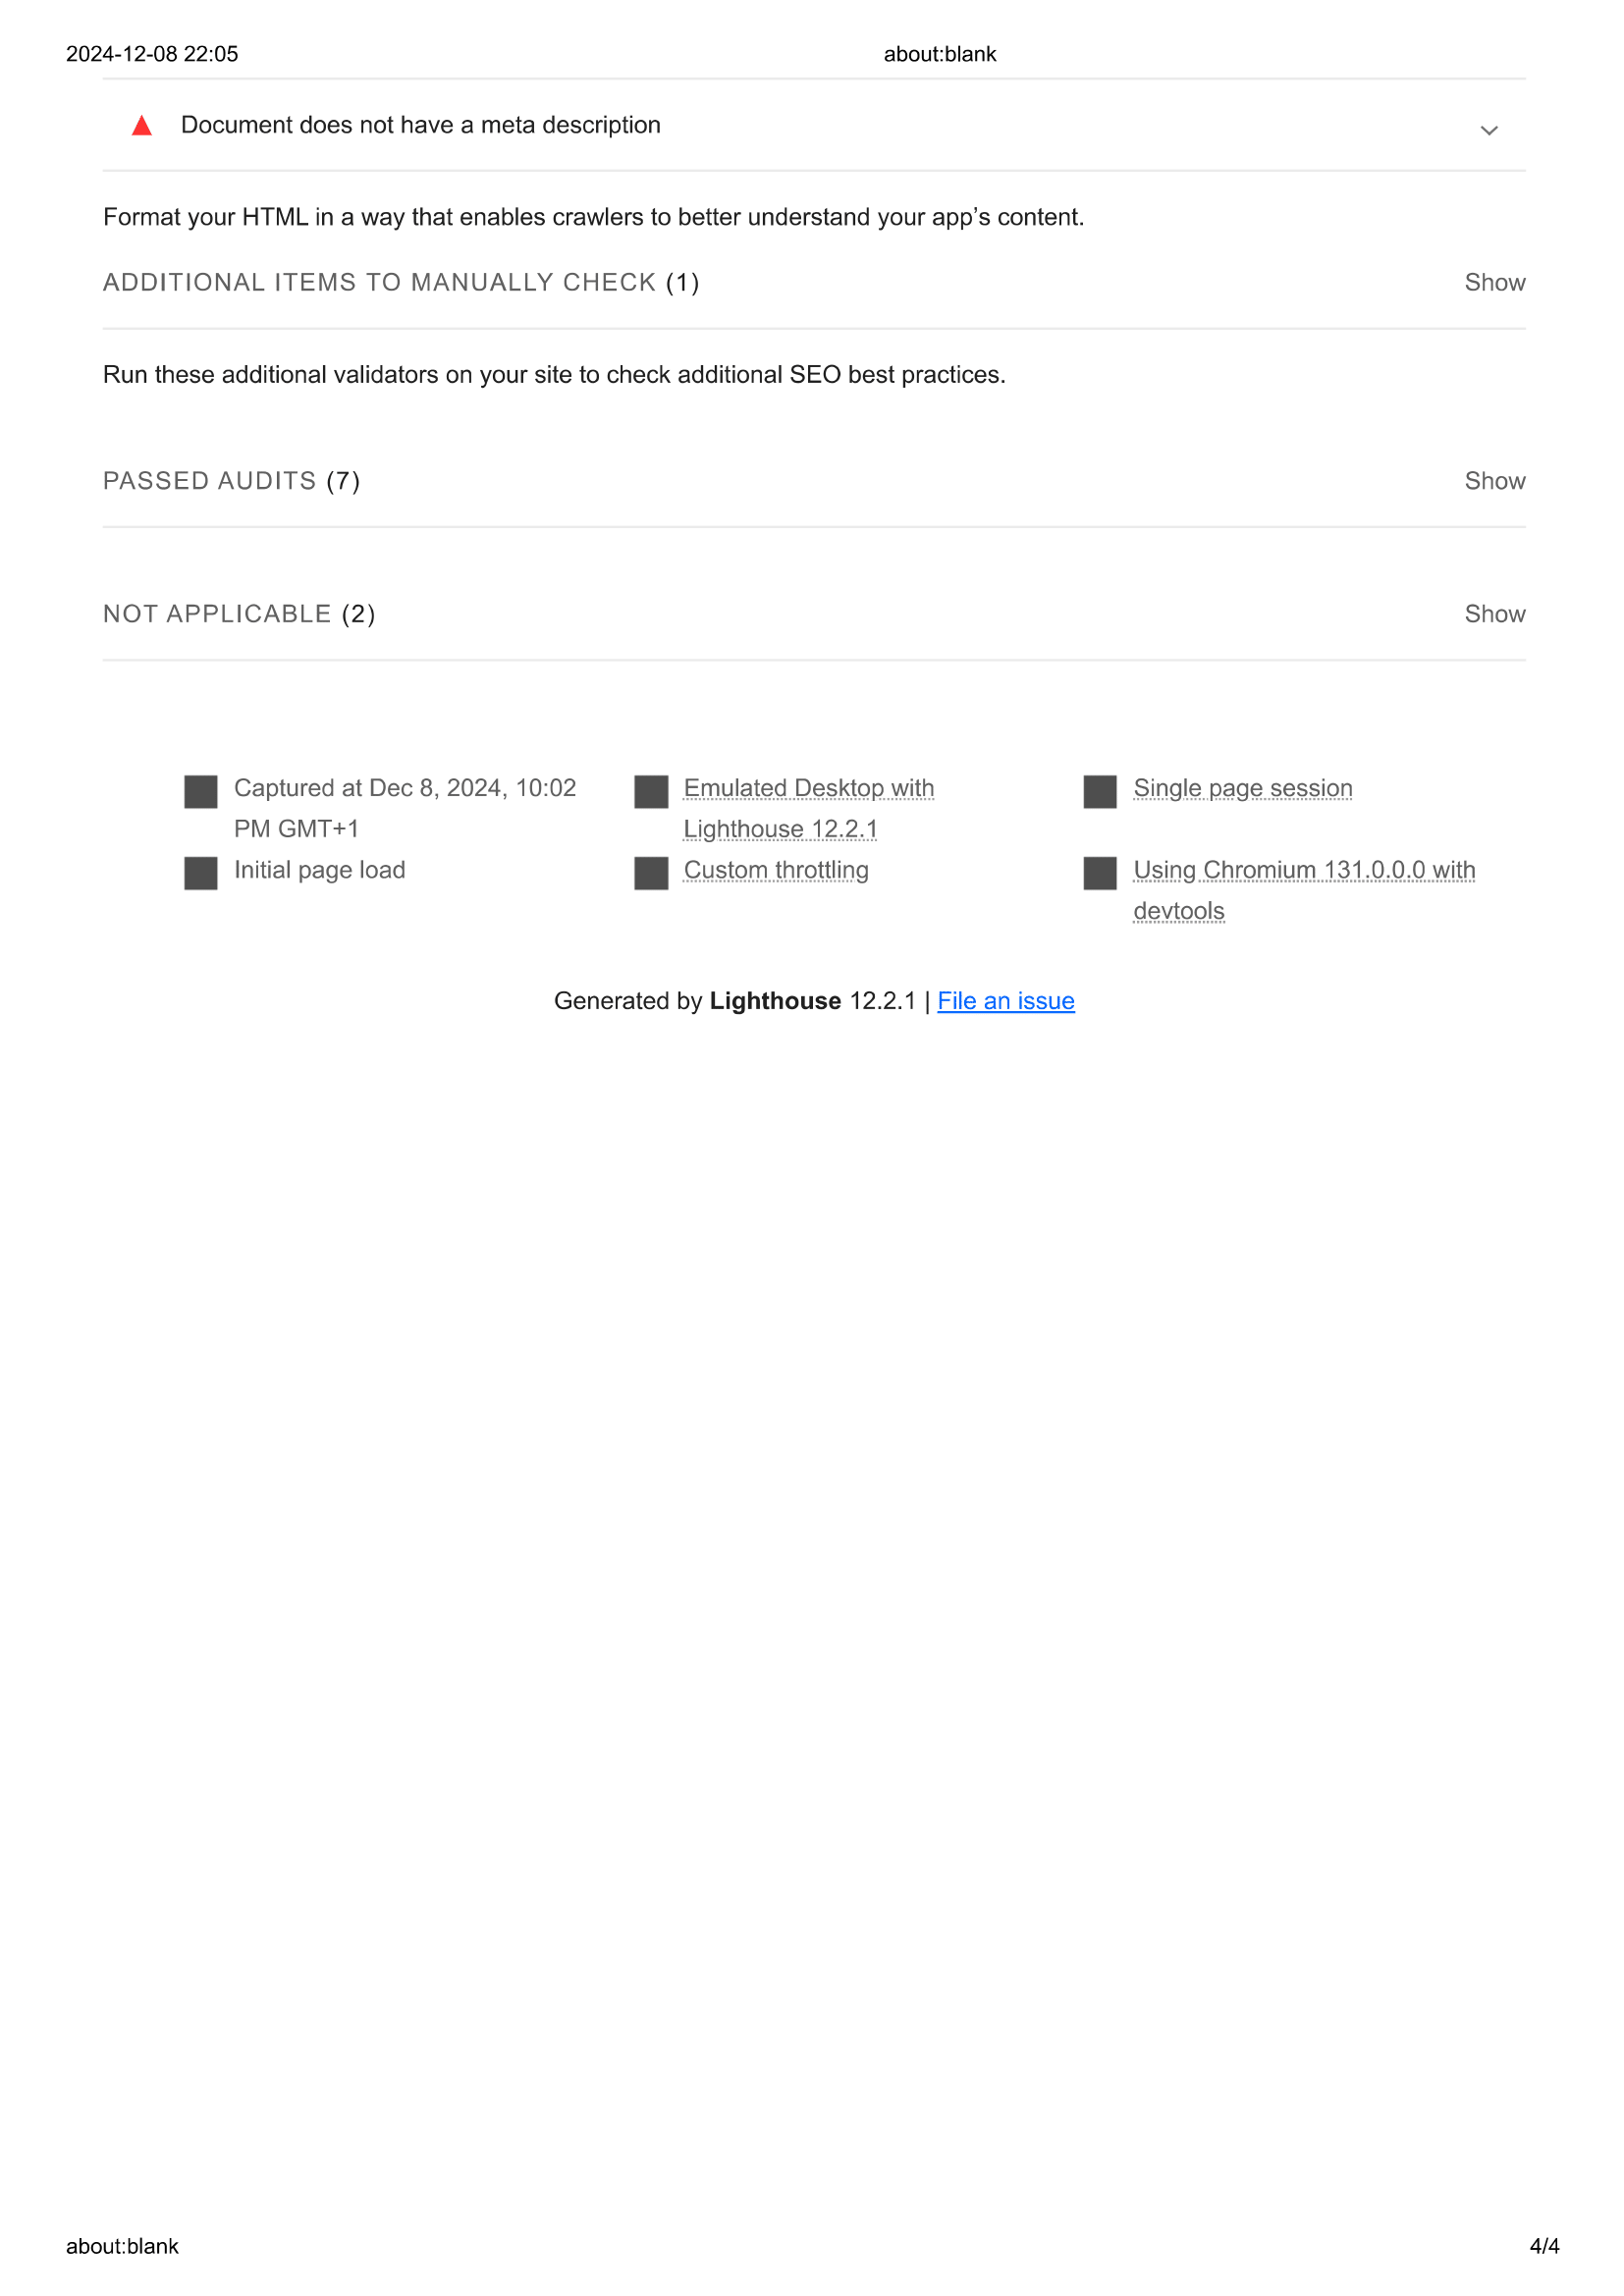 2024-12-08 22:05 about:blank
Document does not have a meta description
Format your HTML in a way that enables crawlers to better understand your app’s content.
ADDITIONAL ITEMS TO MANUALLY CHECK (1) Show
Run these additional validators on your site to check additional SEO best practices.
PASSED AUDITS (7) Show
NOT APPLICABLE (2) Show
Captured at Dec 8, 2024, 10:02
PM GMT+1
Emulated Desktop with
Lighthouse 12.2.1
Single page session
Initial page load
Custom throttling
Using Chromium 131.0.0.0 with
devtools
Generated by Lighthouse 12.2.1 | File an issue
about:blank 4/4